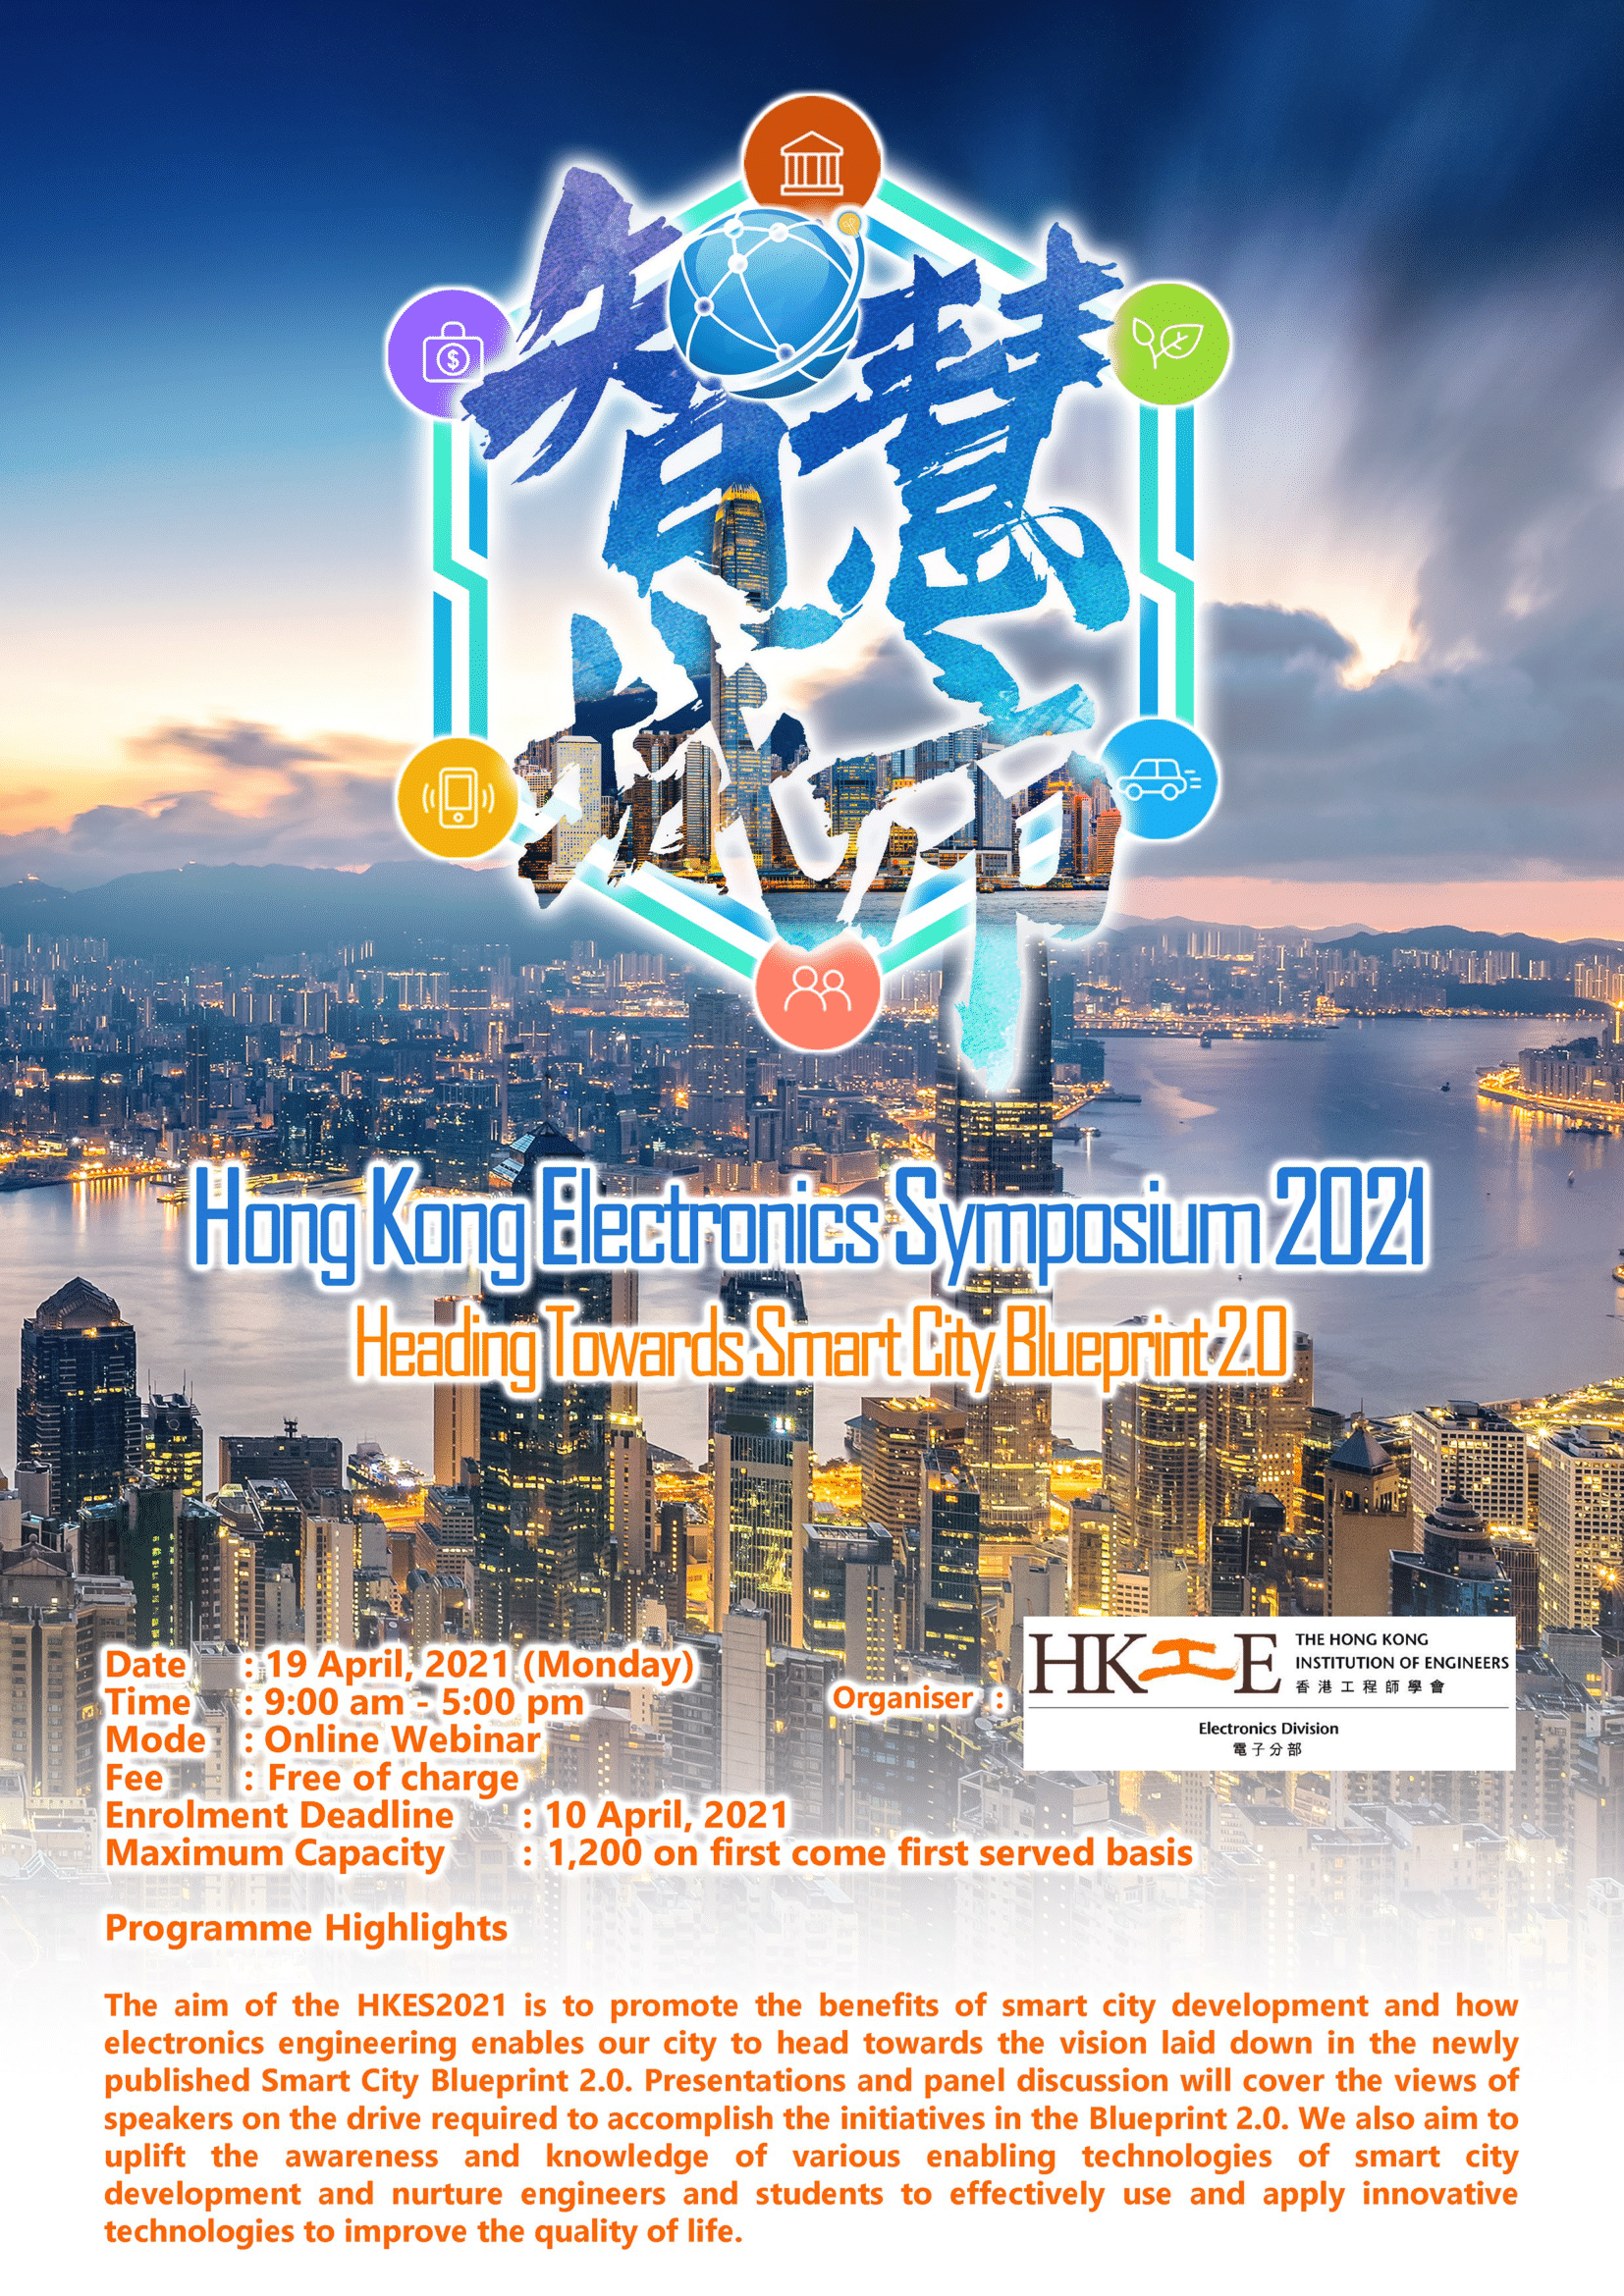 智慧
城市
Hong Kong Electronics Symposium 2021
Heading Towards Smart City Blueprint 2.0
Date : 19 April, 2021 (Monday)
Time : 9:00 am - 5:00 pm
Mode : Online Webinar
Fee : Free of charge
Enrolment Deadline : 10 April, 2021
Maximum Capacity : 1,200 on first come first served basis
Organiser :
HK工E
THE HONG KONG
INSTITUTION OF ENGINEERS
香港工程師學會
Electronics Division
電子分部
Programme Highlights
The aim of the HKES2021 is to promote the benefits of smart city development and how
electronics engineering enables our city to head towards the vision laid down in the newly
published Smart City Blueprint 2.0. Presentations and panel discussion will cover the views of
speakers on the drive required to accomplish the initiatives in the Blueprint 2.0. We also aim to
uplift the awareness and knowledge of various enabling technologies of smart city
development and nurture engineers and students to effectively use and apply innovative
technologies to improve the quality of life.